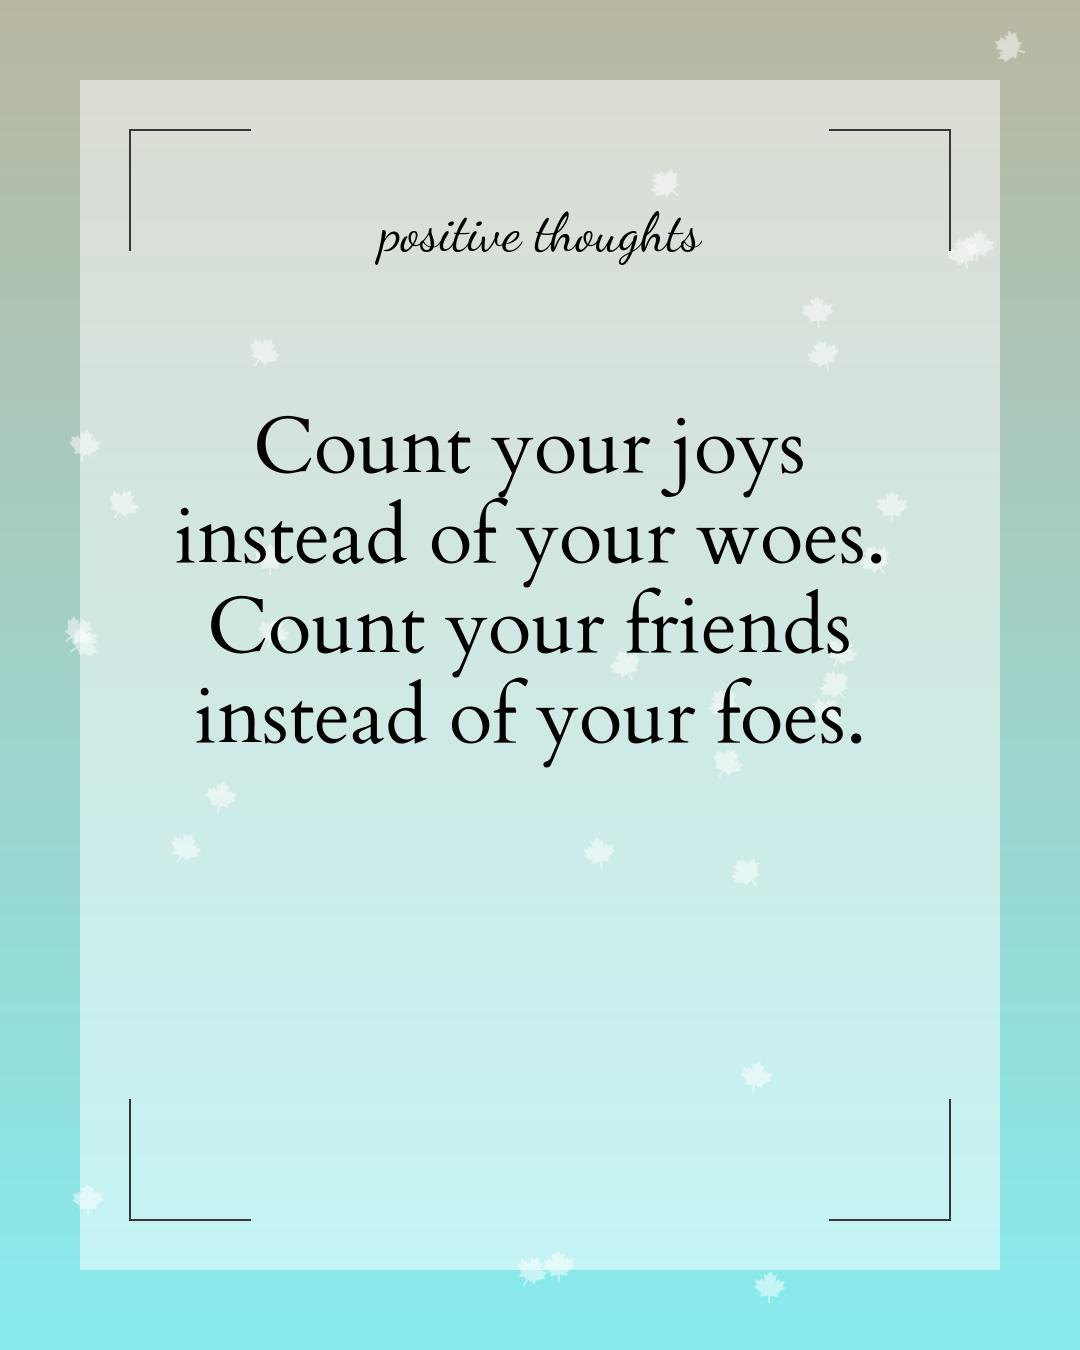 positive thoughts
Count your joys
instead of your woes.
Count your friends
instead of your foes.